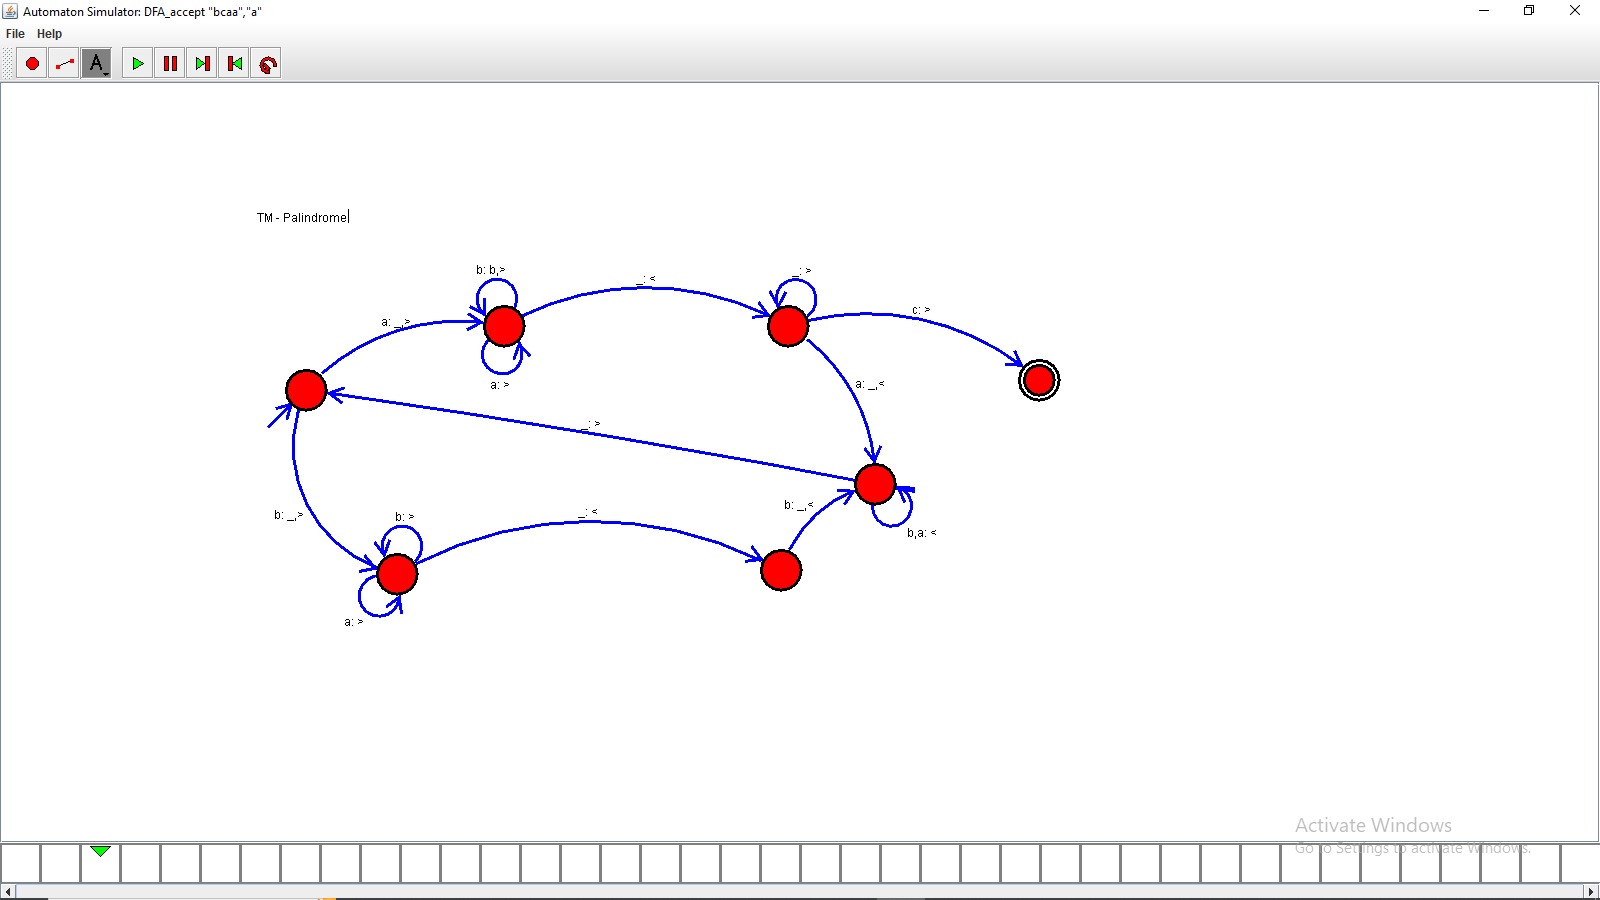 Automaton Simulator: DFA_accept "bcaa","a"
File Help
A
TM - Palindrome
b: b,>
_: <
_: >
c: >
a: _,>
a: >
a: _,<
_: >
b: _,>
b: >
_: <
b: _,<
b,a: <
a: >
Activate Windows
Go to Settings to activate Windows.